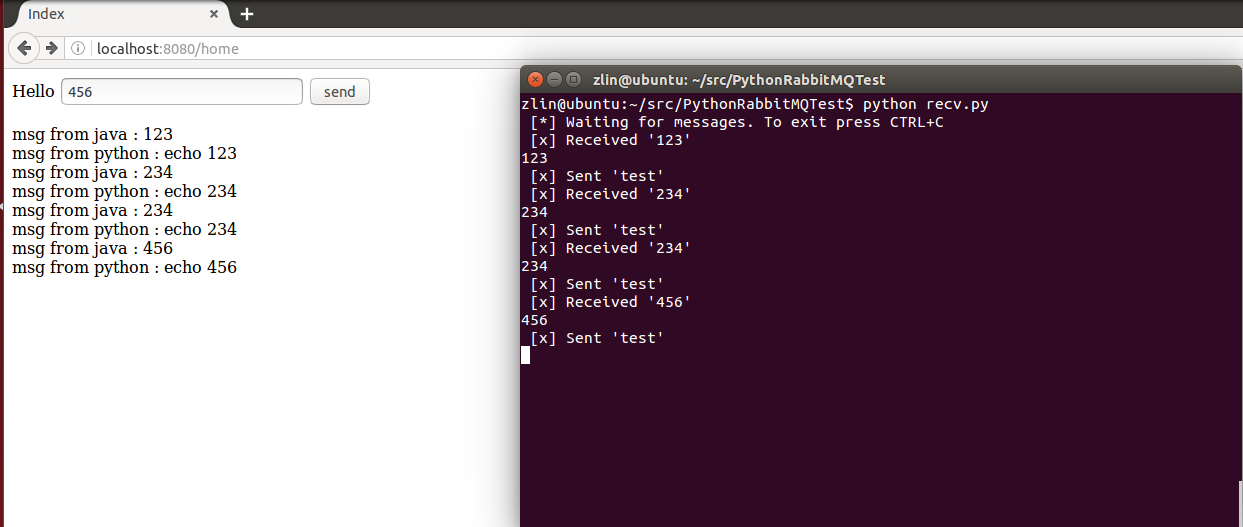 Index
localhost:8080/home
Hello 456 send
msg from java : 123
msg from python : echo 123
msg from java : 234
msg from python : echo 234
msg from java : 234
msg from python : echo 234
msg from java : 456
msg from python : echo 456
zlin@ubuntu: ~/src/PythonRabbitMQTest
zlin@ubuntu:~/src/PythonRabbitMQTest$ python recv.py
[*] Waiting for messages. To exit press CTRL+C
[x] Received '123'
123
[x] Sent 'test'
[x] Received '234'
234
[x] Sent 'test'
[x] Received '234'
234
[x] Sent 'test'
[x] Received '456'
456
[x] Sent 'test'